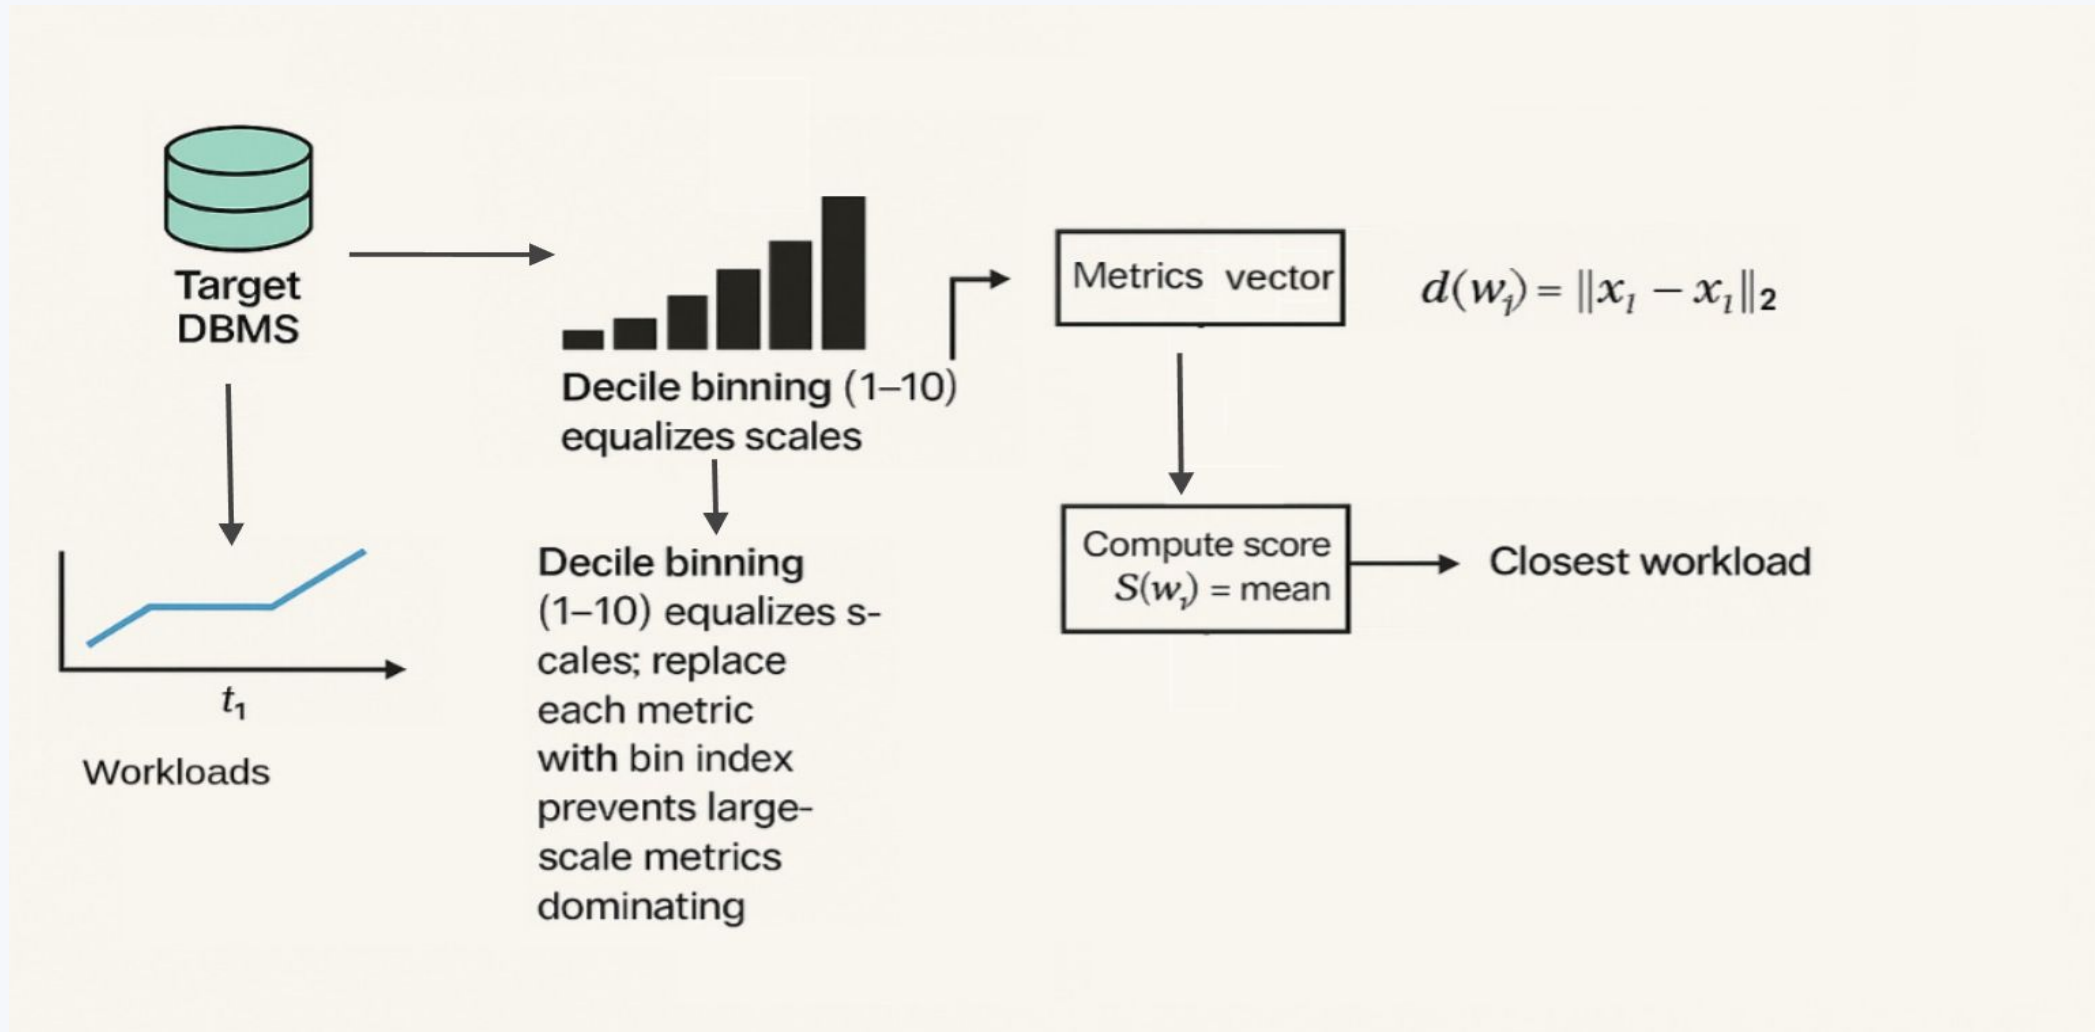 Target
DBMS
t₁
Workloads
Decile binning (1–10)
equalizes scales
Decile binning
(1–10) equalizes s-
cales; replace
each metric
with bin index
prevents large-
scale metrics
dominating
Metrics vector
d(wⱼ) = ||x₁ − x₁||₂
Compute score
S(wᵢ) = mean
Closest workload